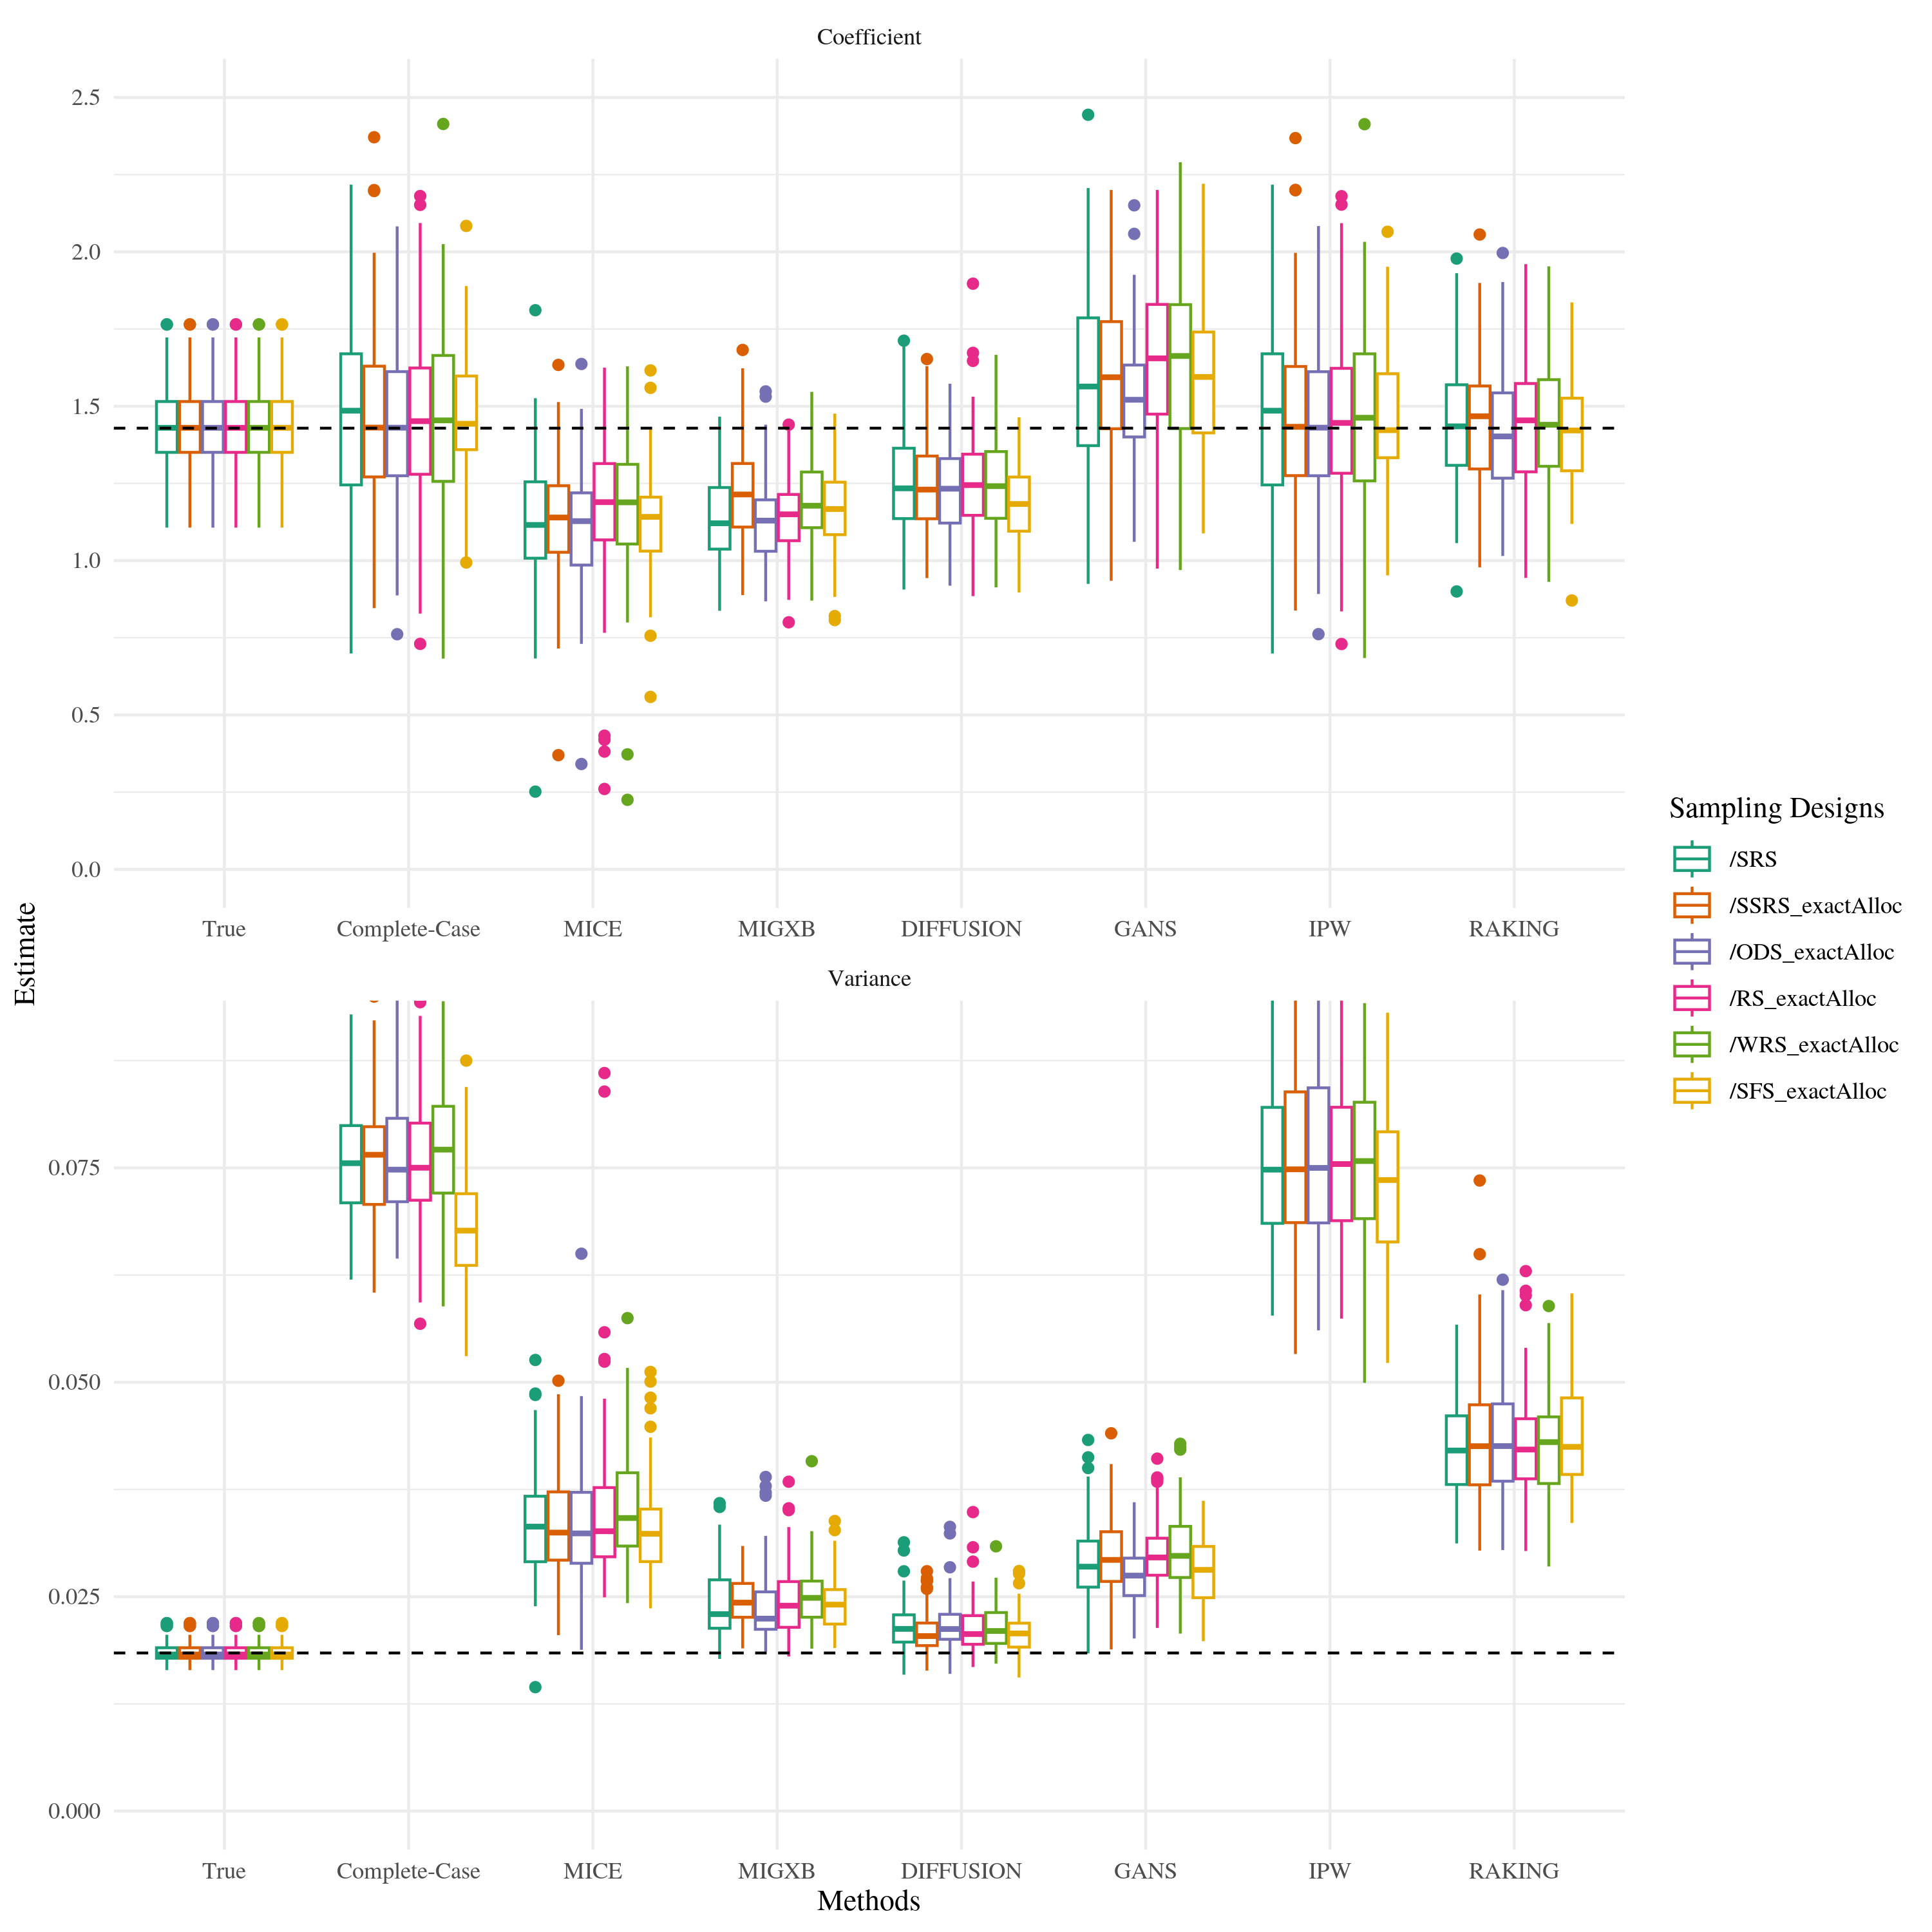 Coefficient
2.5
2.0
1.5
1.0
0.5
0.0
True Complete-Case MICE MIGXB DIFFUSION GANS IPW RAKING
Estimate
Variance
0.075
0.050
0.025
0.000
True Complete-Case MICE MIGXB DIFFUSION GANS IPW RAKING
Methods
Sampling Designs
/SRS
/SSRS_exactAlloc
/ODS_exactAlloc
/RS_exactAlloc
/WRS_exactAlloc
/SFS_exactAlloc